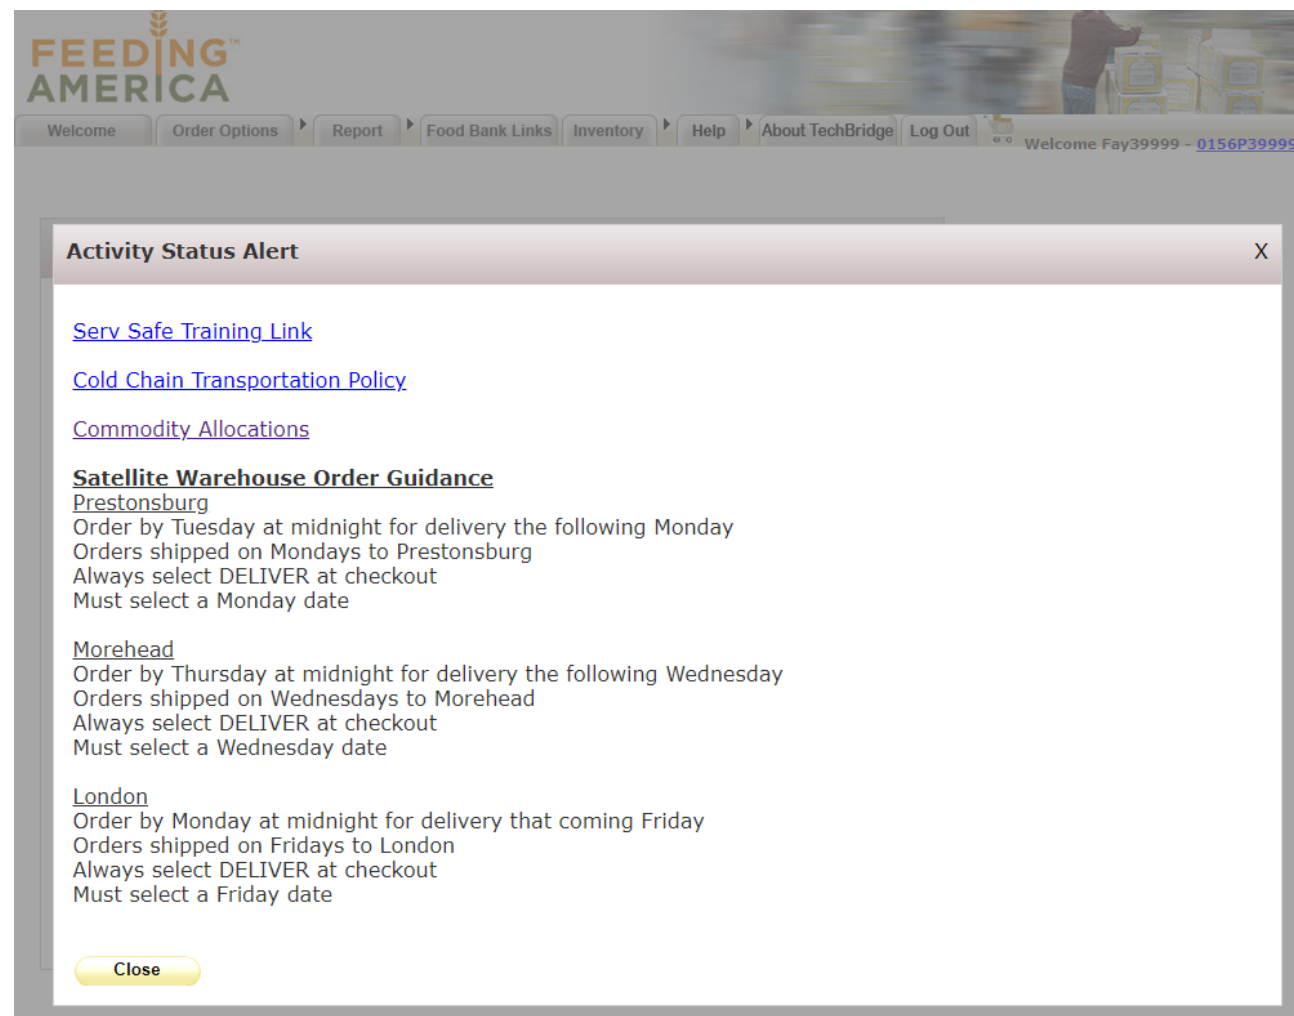 FEEDING™
AMERICA
Welcome
Order Options
Report
Food Bank Links
Inventory
Help
About TechBridge
Log Out
Welcome Fay39999 - 0156P39999
Activity Status Alert
X
Serv Safe Training Link
Cold Chain Transportation Policy
Commodity Allocations
Satellite Warehouse Order Guidance
Prestonsburg
Order by Tuesday at midnight for delivery the following Monday
Orders shipped on Mondays to Prestonsburg
Always select DELIVER at checkout
Must select a Monday date
Morehead
Order by Thursday at midnight for delivery the following Wednesday
Orders shipped on Wednesdays to Morehead
Always select DELIVER at checkout
Must select a Wednesday date
London
Order by Monday at midnight for delivery that coming Friday
Orders shipped on Fridays to London
Always select DELIVER at checkout
Must select a Friday date
Close